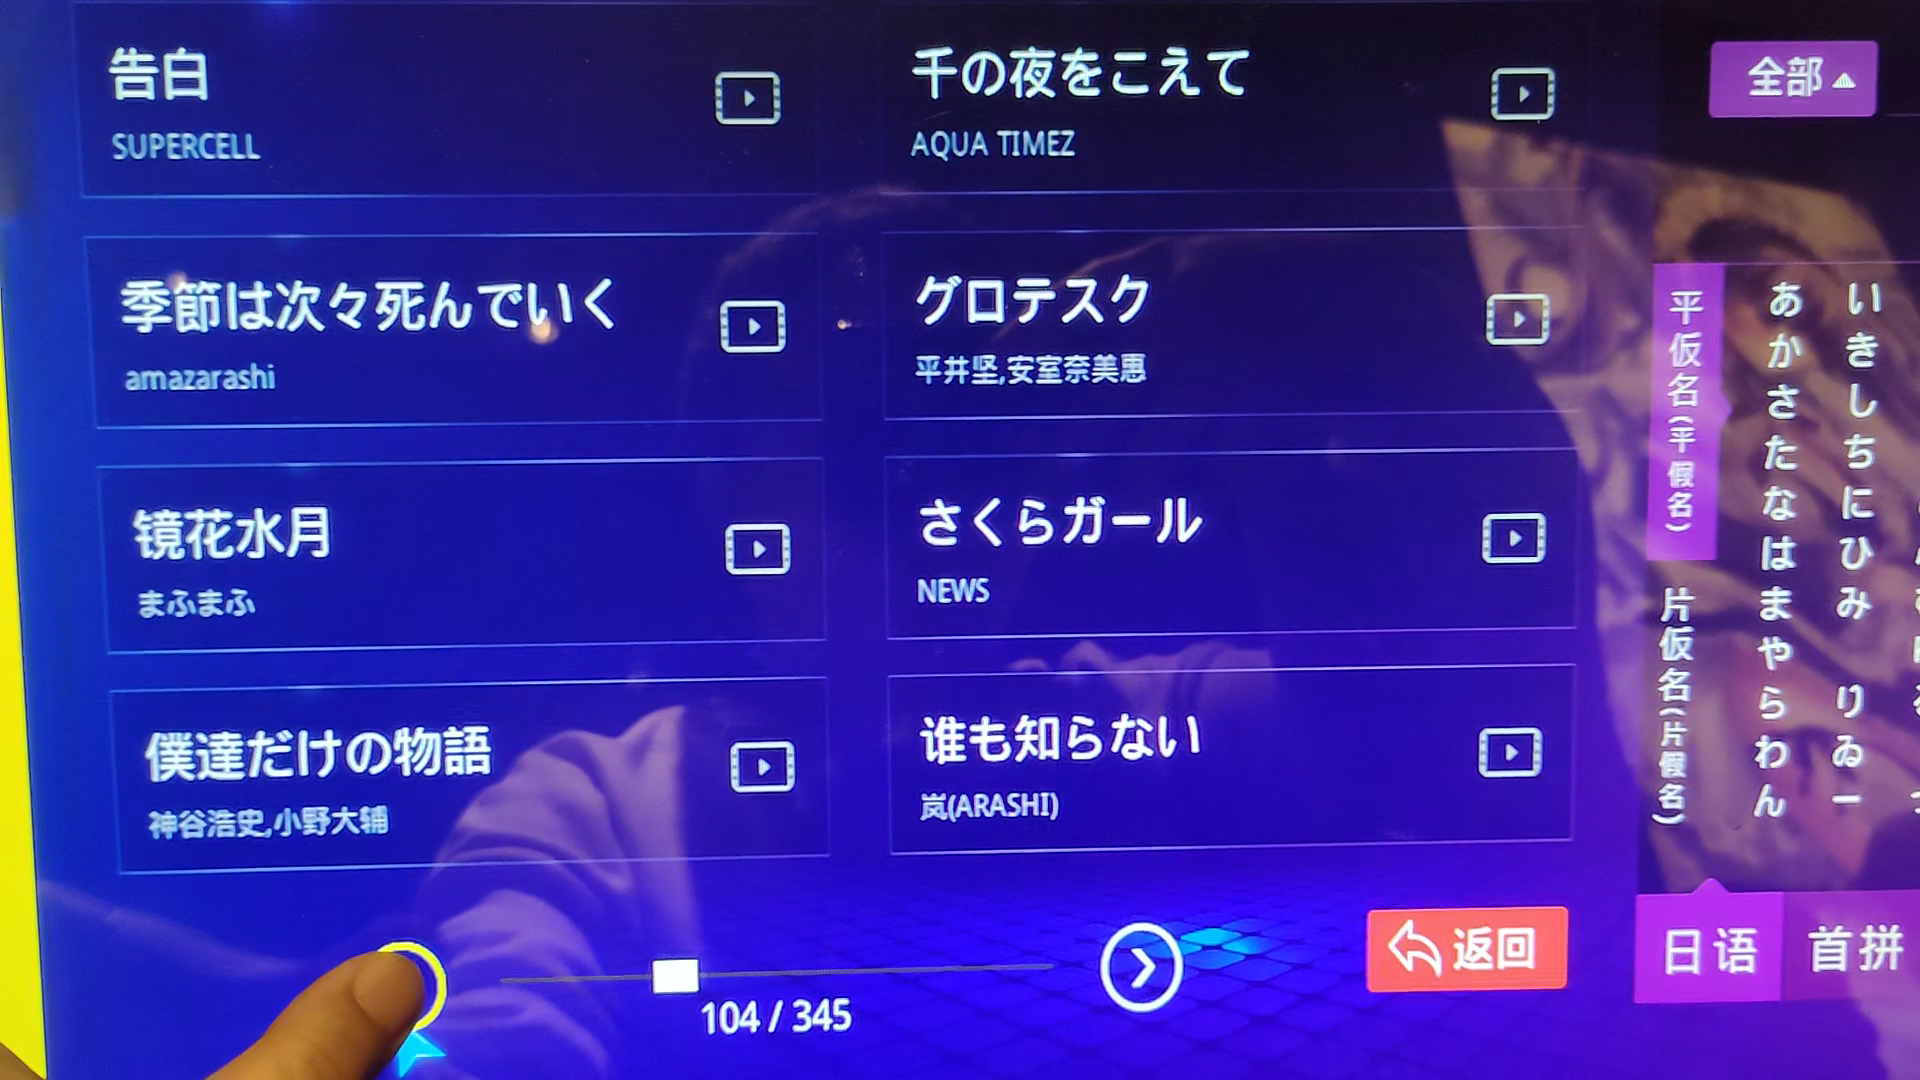 告白
SUPERCELL
千の夜をこえて
AQUA TIMEZ
季節は次々死んでいく
amazarashi
グロテスク
平井坚,安室奈美惠
镜花水月
まふまふ
さくらガール
NEWS
僕達だけの物語
神谷浩史,小野大辅
谁も知らない
岚(ARASHI)
104 / 345
返回
全部
平仮名(平假名)
片仮名(片假名)
あかさたなはまやらわん
いきしちにひみ りゐー
日语
首拼